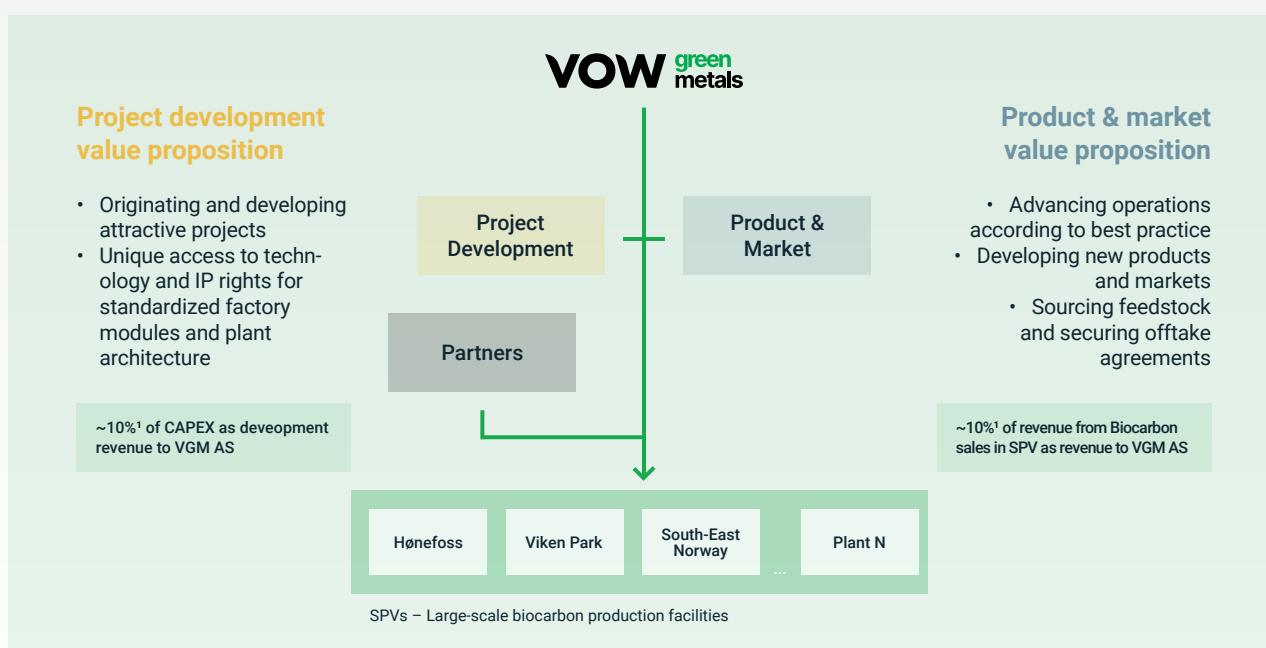 VOW green
metals
Project development
value proposition
• Originating and developing
attractive projects
• Unique access to techn-
ology and IP rights for
standardized factory
modules and plant
architecture
~10%¹ of CAPEX as deveopment
revenue to VGM AS
Project
Development
Product &
Market
Partners
Product & market
value proposition
• Advancing operations
according to best practice
• Developing new products
and markets
• Sourcing feedstock
and securing offtake
agreements
~10%¹ of revenue from Biocarbon
sales in SPV as revenue to VGM AS
Hønefoss
Viken Park
South-East
Norway
...
Plant N
SPVs – Large-scale biocarbon production facilities